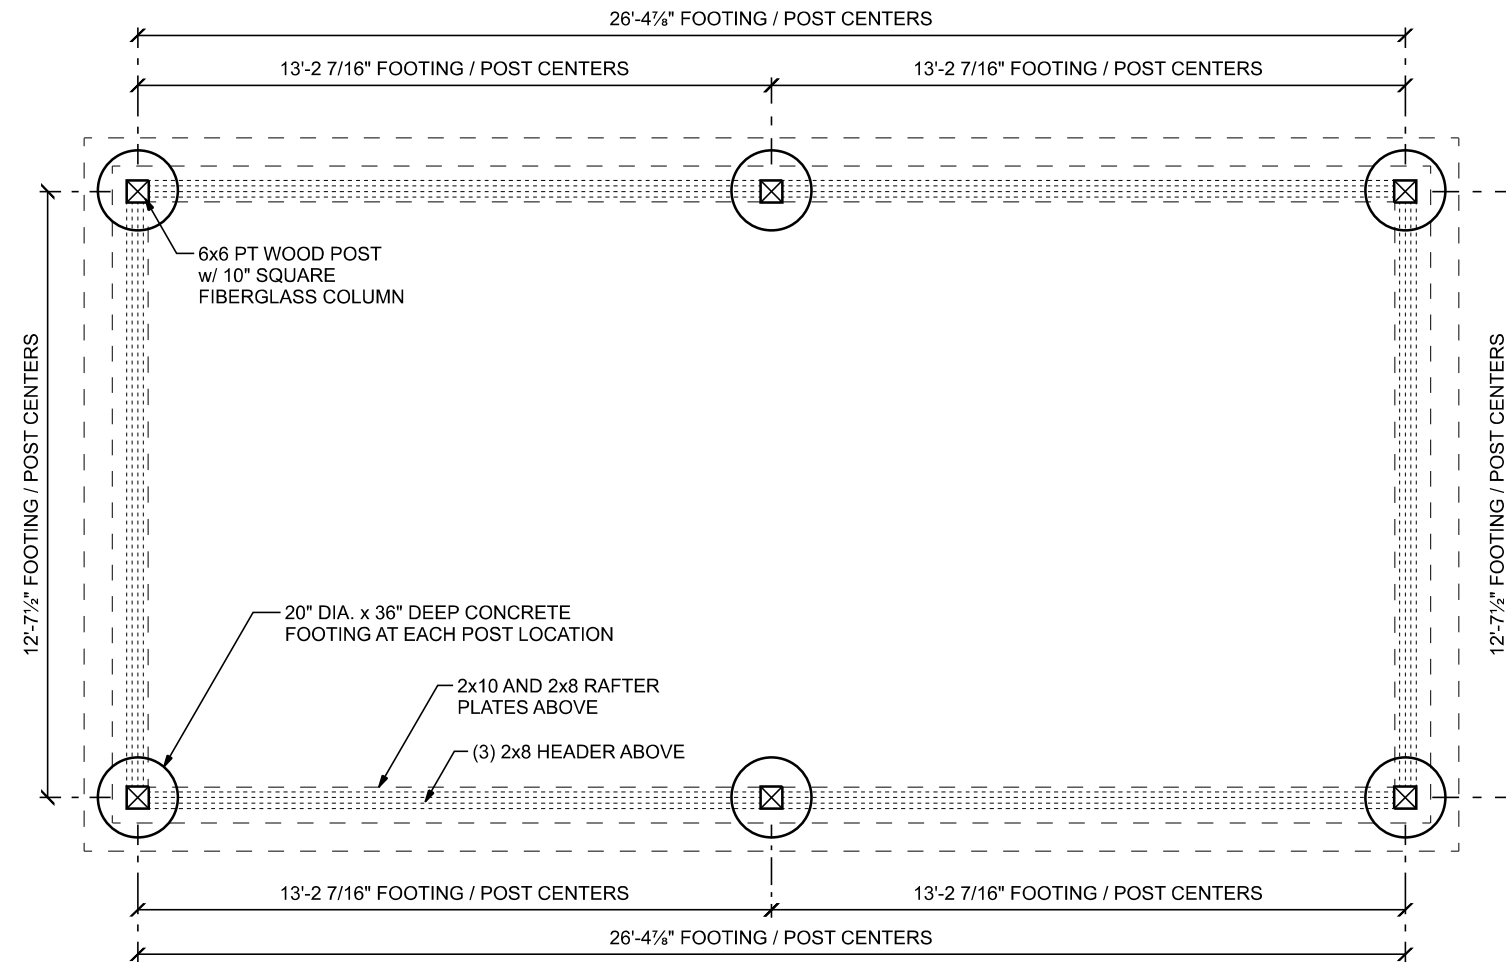 26'-4⅞" FOOTING / POST CENTERS
13'-2 7/16" FOOTING / POST CENTERS
13'-2 7/16" FOOTING / POST CENTERS
6x6 PT WOOD POST
w/ 10" SQUARE
FIBERGLASS COLUMN
12'-7½" FOOTING / POST CENTERS
12'-7½" FOOTING / POST CENTERS
20" DIA. x 36" DEEP CONCRETE
FOOTING AT EACH POST LOCATION
2x10 AND 2x8 RAFTER
PLATES ABOVE
(3) 2x8 HEADER ABOVE
13'-2 7/16" FOOTING / POST CENTERS
13'-2 7/16" FOOTING / POST CENTERS
26'-4⅞" FOOTING / POST CENTERS